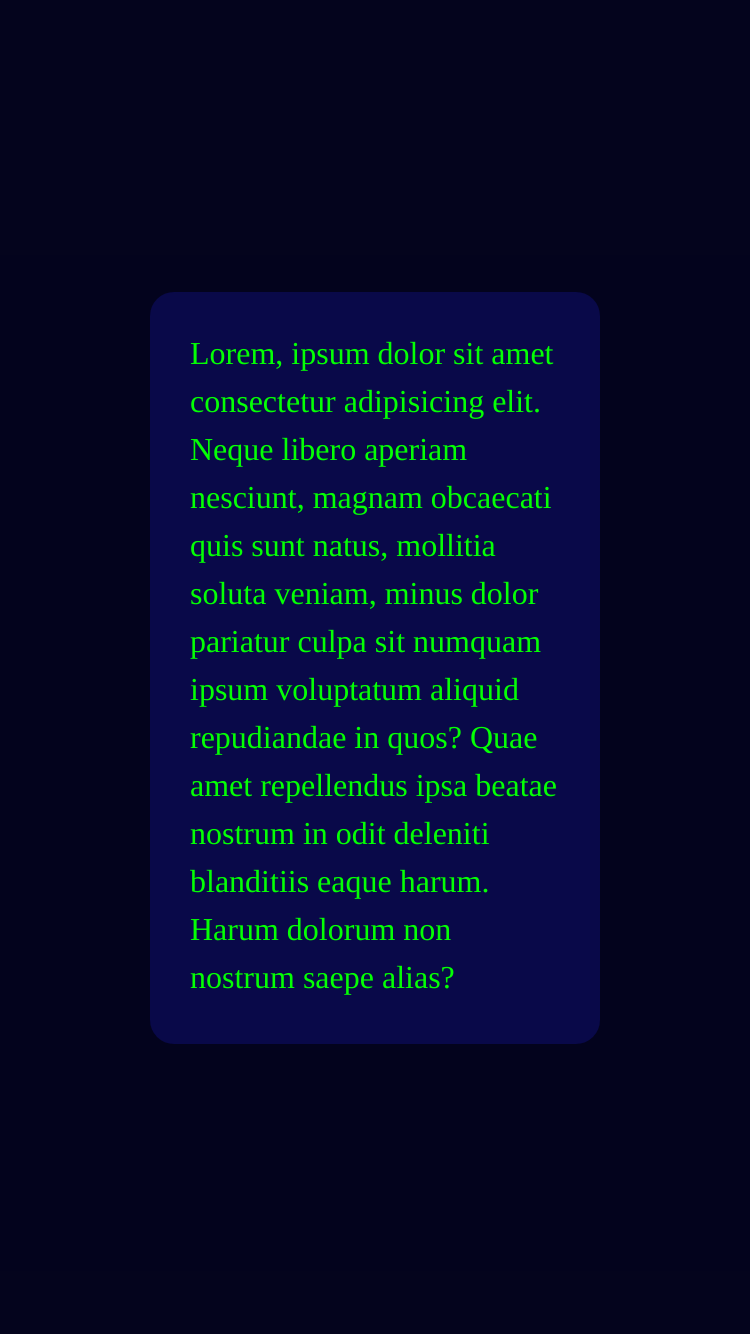 Lorem, ipsum dolor sit amet
consectetur adipisicing elit.
Neque libero aperiam
nesciunt, magnam obcaecati
quis sunt natus, mollitia
soluta veniam, minus dolor
pariatur culpa sit numquam
ipsum voluptatum aliquid
repudiandae in quos? Quae
amet repellendus ipsa beatae
nostrum in odit deleniti
blanditiis eaque harum.
Harum dolorum non
nostrum saepe alias?